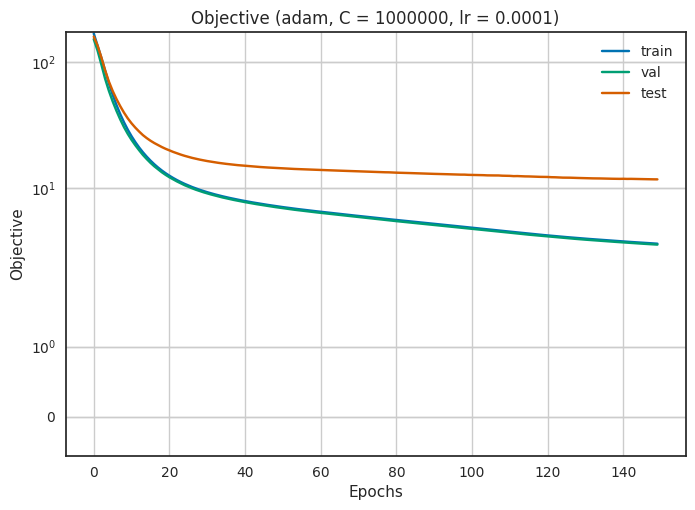 Objective (adam, C = 1000000, lr = 0.0001)
train
val
test
Objective
10²
10¹
10⁰
0
0 20 40 60 80 100 120 140
Epochs